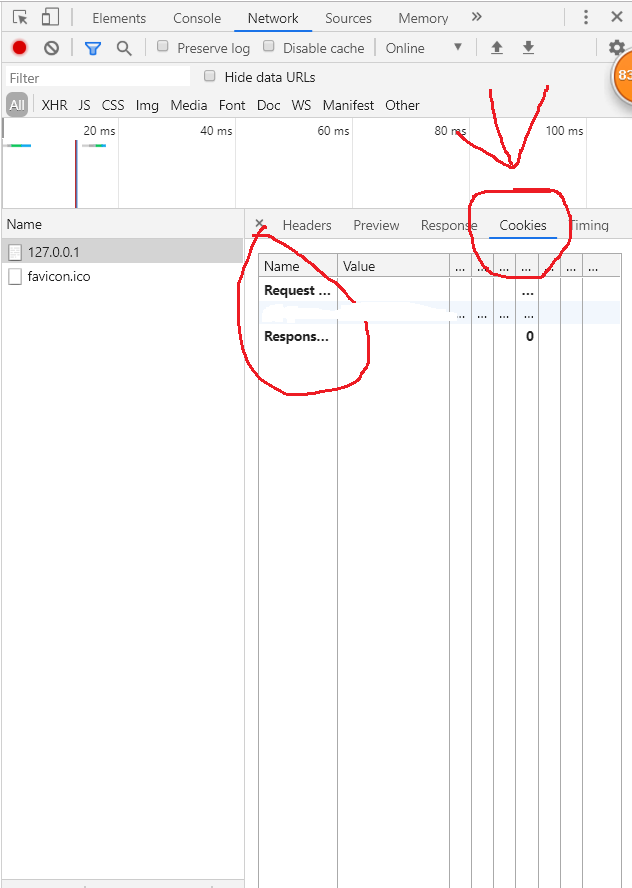 Elements Console Network Sources Memory »
Preserve log Disable cache Online
Filter Hide data URLs
83
All XHR JS CSS Img Media Font Doc WS Manifest Other
20 ms 40 ms 60 ms 80 ms 100 ms
Name
127.0.0.1
favicon.ico
× Headers Preview Response Cookies Timing
Name Value ... ... ... ... ... ... ...
Request ... ...
... ... ... ...
Respons... 0